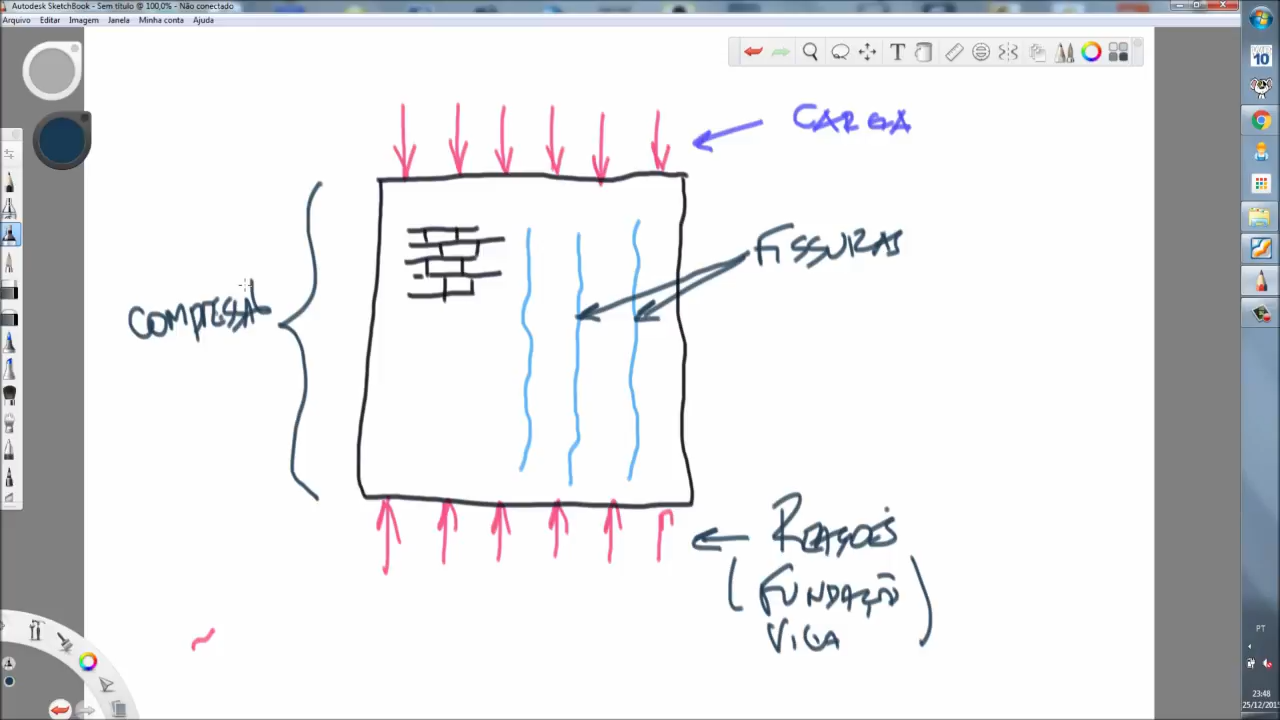 Autodesk SketchBook - Sem título @ 100,0% - Não conectado
Arquivo Editar Imagem Janela Minha conta Ajuda
CARGA
FISSURAS
COMPRESSÃO
REAÇÕES
(FUNDAÇÃO
VIGA)
T
10
PT
23:48